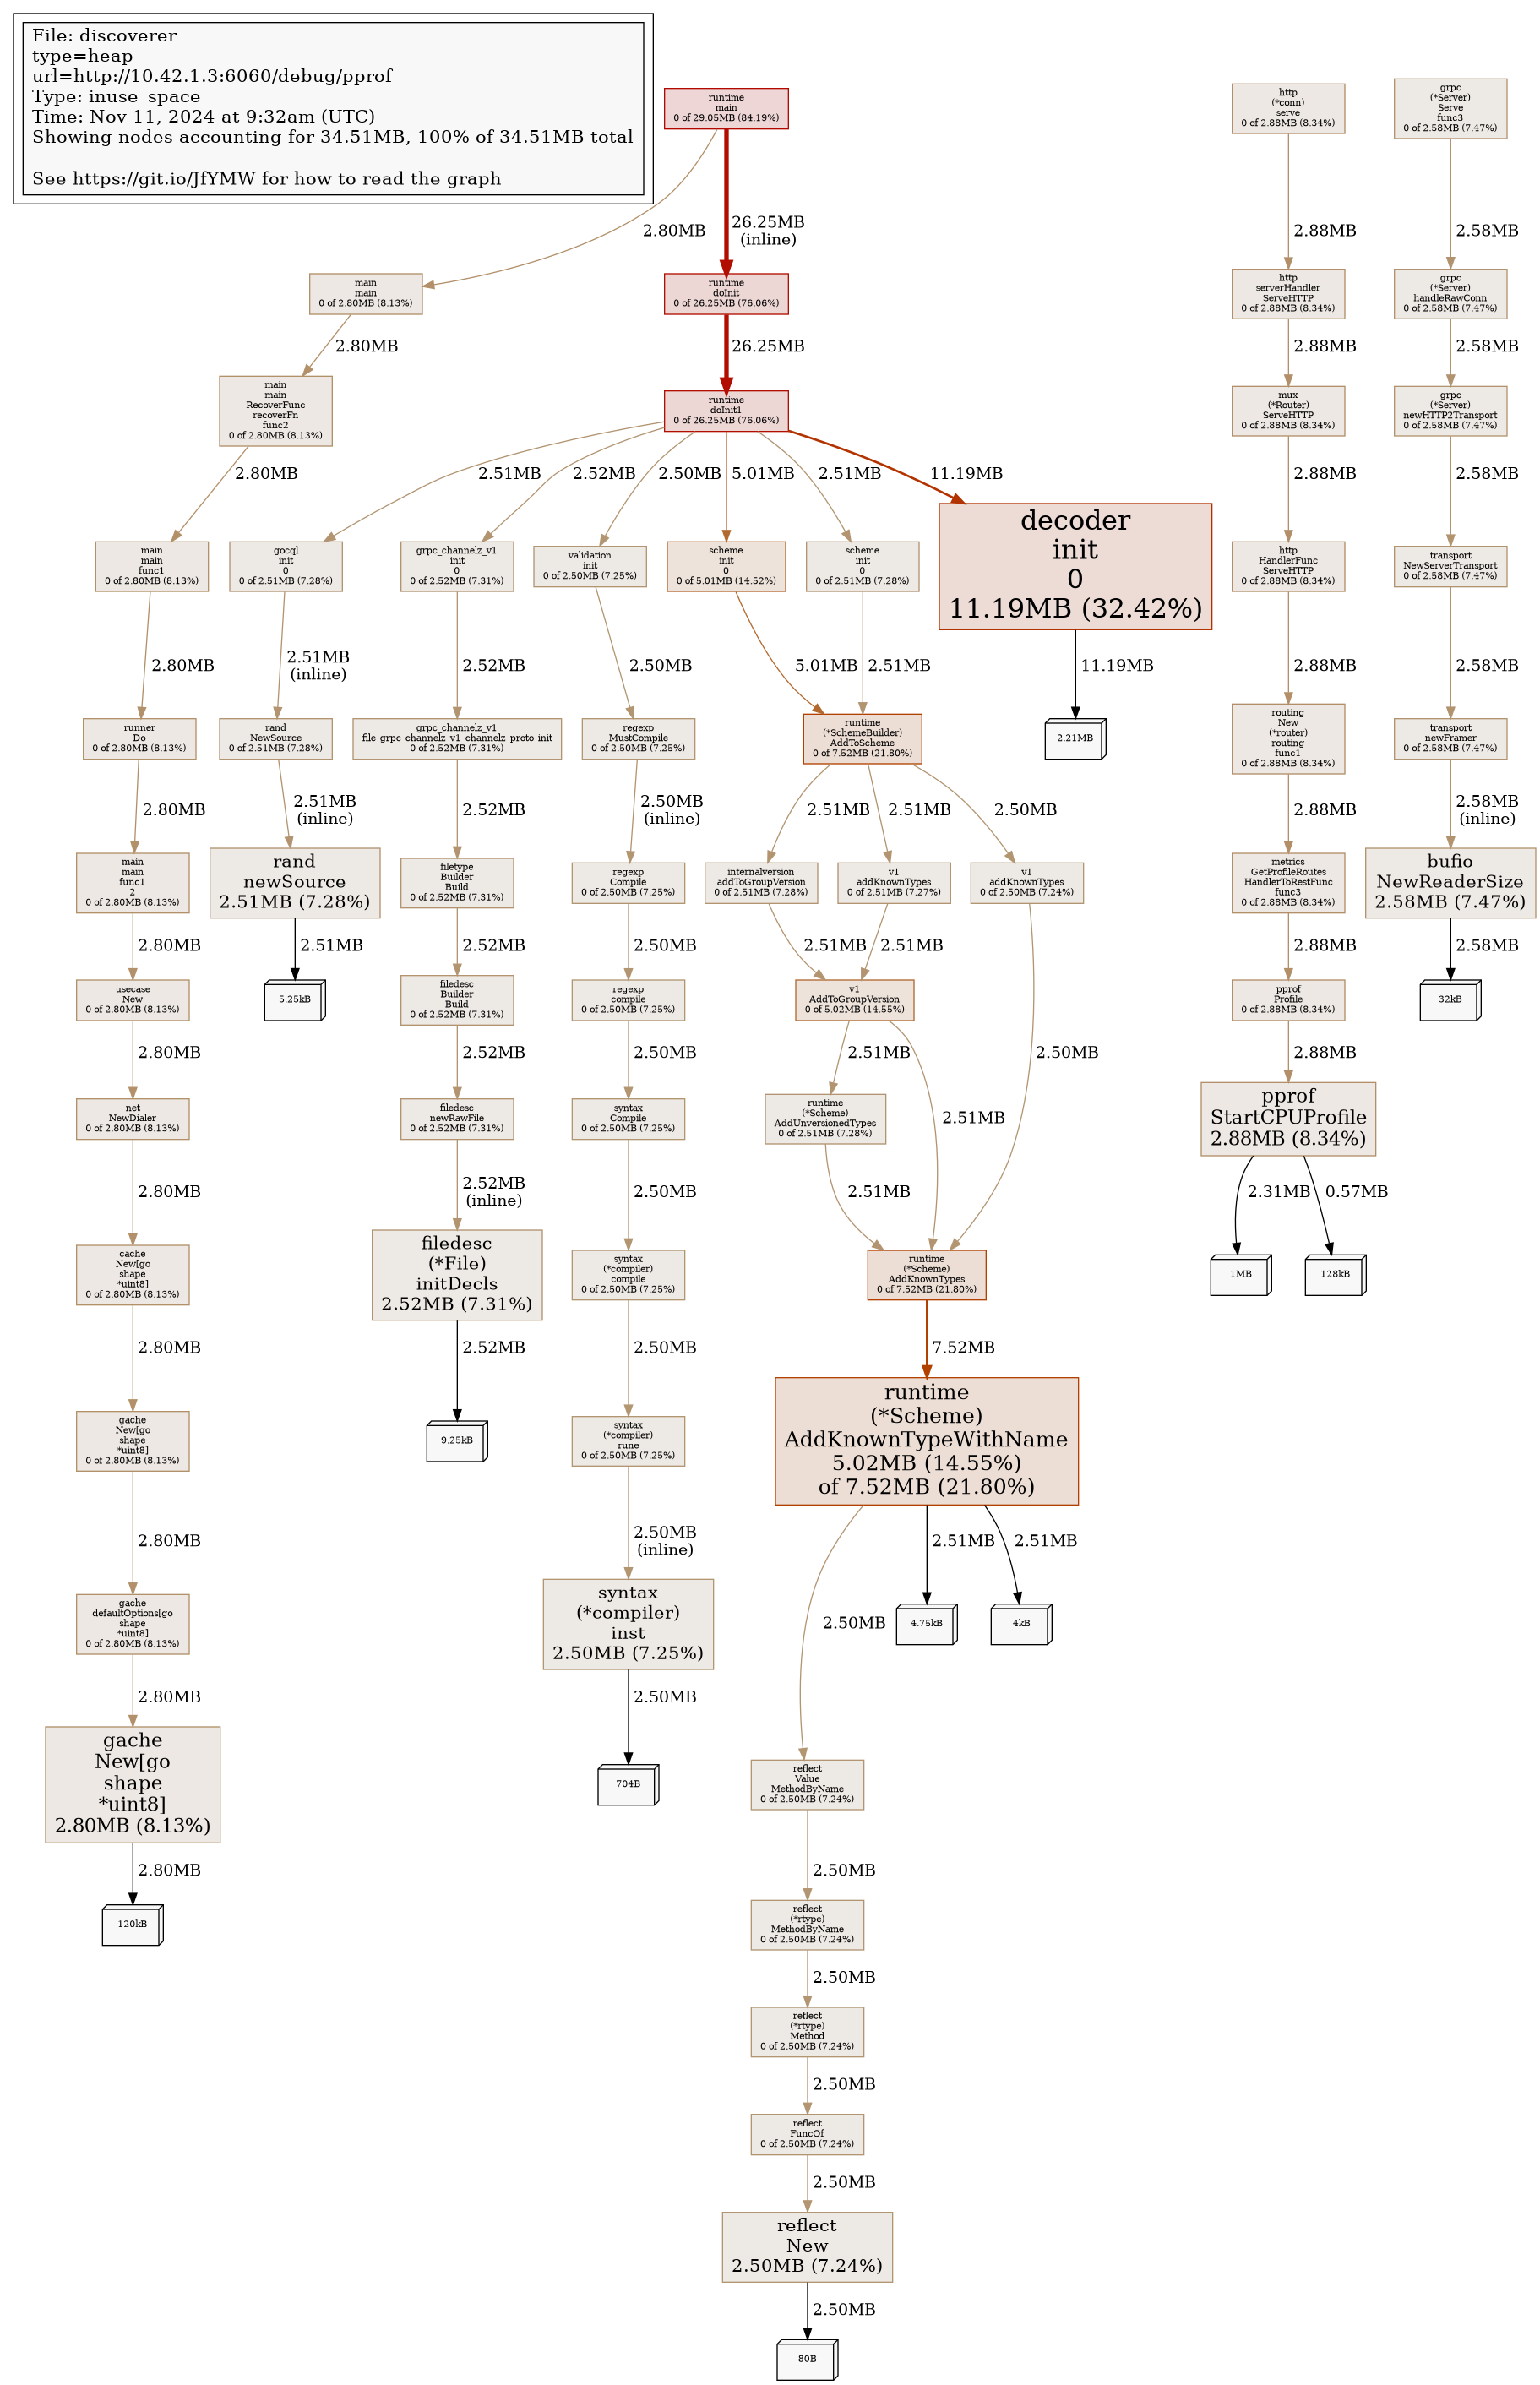 File: discoverer
type=heap
url=http://10.42.1.3:6060/debug/pprof
Type: inuse_space
Time: Nov 11, 2024 at 9:32am (UTC)
Showing nodes accounting for 34.51MB, 100% of 34.51MB total
See https://git.io/JfYMW for how to read the graph
runtime
main
0 of 29.05MB (84.19%)
http
(*conn)
serve
0 of 2.88MB (8.34%)
grpc
(*Server)
Serve
func3
0 of 2.58MB (7.47%)
2.80MB
26.25MB
(inline)
2.88MB
2.58MB
main
main
0 of 2.80MB (8.13%)
runtime
doInit
0 of 26.25MB (76.06%)
http
serverHandler
ServeHTTP
0 of 2.88MB (8.34%)
grpc
(*Server)
handleRawConn
0 of 2.58MB (7.47%)
2.80MB
26.25MB
2.88MB
2.58MB
main
main
RecoverFunc
recoverFn
func2
0 of 2.80MB (8.13%)
runtime
doInit1
0 of 26.25MB (76.06%)
mux
(*Router)
ServeHTTP
0 of 2.88MB (8.34%)
grpc
(*Server)
newHTTP2Transport
0 of 2.58MB (7.47%)
2.80MB
2.51MB
2.52MB
2.50MB
5.01MB
2.51MB
11.19MB
2.88MB
2.58MB
main
main
func1
0 of 2.80MB (8.13%)
gocql
init
0
0 of 2.51MB (7.28%)
grpc_channelz_v1
init
0
0 of 2.52MB (7.31%)
validation
init
0 of 2.50MB (7.25%)
scheme
init
0
0 of 5.01MB (14.52%)
scheme
init
0
0 of 2.51MB (7.28%)
decoder
init
0
11.19MB (32.42%)
http
HandlerFunc
ServeHTTP
0 of 2.88MB (8.34%)
transport
NewServerTransport
0 of 2.58MB (7.47%)
2.80MB
2.51MB
(inline)
2.52MB
2.50MB
5.01MB
2.51MB
11.19MB
2.88MB
2.58MB
runner
Do
0 of 2.80MB (8.13%)
rand
NewSource
0 of 2.51MB (7.28%)
grpc_channelz_v1
file_grpc_channelz_v1_channelz_proto_init
0 of 2.52MB (7.31%)
regexp
MustCompile
0 of 2.50MB (7.25%)
runtime
(*SchemeBuilder)
AddToScheme
0 of 7.52MB (21.80%)
2.21MB
routing
New
(*router)
routing
func1
0 of 2.88MB (8.34%)
transport
newFramer
0 of 2.58MB (7.47%)
2.80MB
2.51MB
(inline)
2.52MB
2.50MB
(inline)
2.51MB
2.51MB
2.50MB
2.88MB
2.58MB
(inline)
main
main
func1
2
0 of 2.80MB (8.13%)
rand
newSource
2.51MB (7.28%)
filetype
Builder
Build
0 of 2.52MB (7.31%)
regexp
Compile
0 of 2.50MB (7.25%)
internalversion
addToGroupVersion
0 of 2.51MB (7.28%)
v1
addKnownTypes
0 of 2.51MB (7.27%)
v1
addKnownTypes
0 of 2.50MB (7.24%)
metrics
GetProfileRoutes
HandlerToRestFunc
func3
0 of 2.88MB (8.34%)
bufio
NewReaderSize
2.58MB (7.47%)
2.80MB
2.51MB
2.52MB
2.50MB
2.51MB
2.51MB
2.88MB
2.58MB
usecase
New
0 of 2.80MB (8.13%)
5.25kB
filedesc
Builder
Build
0 of 2.52MB (7.31%)
regexp
compile
0 of 2.50MB (7.25%)
v1
AddToGroupVersion
0 of 5.02MB (14.55%)
pprof
Profile
0 of 2.88MB (8.34%)
32kB
2.80MB
2.52MB
2.50MB
2.51MB
2.50MB
2.88MB
net
NewDialer
0 of 2.80MB (8.13%)
filedesc
newRawFile
0 of 2.52MB (7.31%)
syntax
Compile
0 of 2.50MB (7.25%)
runtime
(*Scheme)
AddUnversionedTypes
0 of 2.51MB (7.28%)
2.51MB
pprof
StartCPUProfile
2.88MB (8.34%)
2.80MB
2.52MB
(inline)
2.50MB
2.51MB
2.31MB
0.57MB
cache
New[go
shape
*uint8]
0 of 2.80MB (8.13%)
filedesc
(*File)
initDecls
2.52MB (7.31%)
syntax
(*compiler)
compile
0 of 2.50MB (7.25%)
runtime
(*Scheme)
AddKnownTypes
0 of 7.52MB (21.80%)
1MB
128kB
2.80MB
2.52MB
2.50MB
7.52MB
gache
New[go
shape
*uint8]
0 of 2.80MB (8.13%)
9.25kB
syntax
(*compiler)
rune
0 of 2.50MB (7.25%)
runtime
(*Scheme)
AddKnownTypeWithName
5.02MB (14.55%)
of 7.52MB (21.80%)
2.80MB
2.50MB
(inline)
2.51MB
2.51MB
gache
defaultOptions[go
shape
*uint8]
0 of 2.80MB (8.13%)
syntax
(*compiler)
inst
2.50MB (7.25%)
2.50MB
4.75kB
4kB
2.80MB
2.50MB
gache
New[go
shape
*uint8]
2.80MB (8.13%)
704B
reflect
Value
MethodByName
0 of 2.50MB (7.24%)
2.80MB
2.50MB
120kB
reflect
(*rtype)
MethodByName
0 of 2.50MB (7.24%)
2.50MB
reflect
(*rtype)
Method
0 of 2.50MB (7.24%)
2.50MB
reflect
FuncOf
0 of 2.50MB (7.24%)
2.50MB
reflect
New
2.50MB (7.24%)
2.50MB
80B